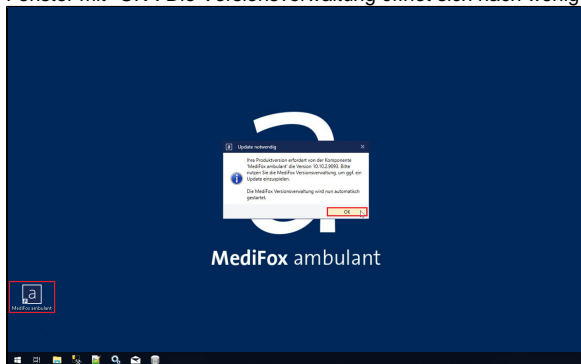 Fenster mit "OK". Die Versionsverwaltung öffnet sich nach wenig
Update notwendig
Ihre Produktversion erfordert von der Komponente
'MediFox ambulant' die Version 10.10.2.9093. Bitte
nutzen Sie die MediFox Versionsverwaltung, um ggf. ein
Update einzuspielen.
Die MediFox Versionsverwaltung wird nun automatisch
gestartet.
OK
a
MediFox ambulant
a
MediFox ambulant